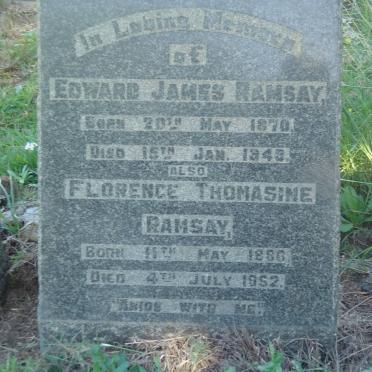 In Loving Memory
of
Edward James Ramsay,
Born 20th May 1870.
Died 15th Jan. 1943.
also
Florence Thomasine
Ramsay,
Born 11th May 1886
Died 4th July 1952.
"Abide with me."